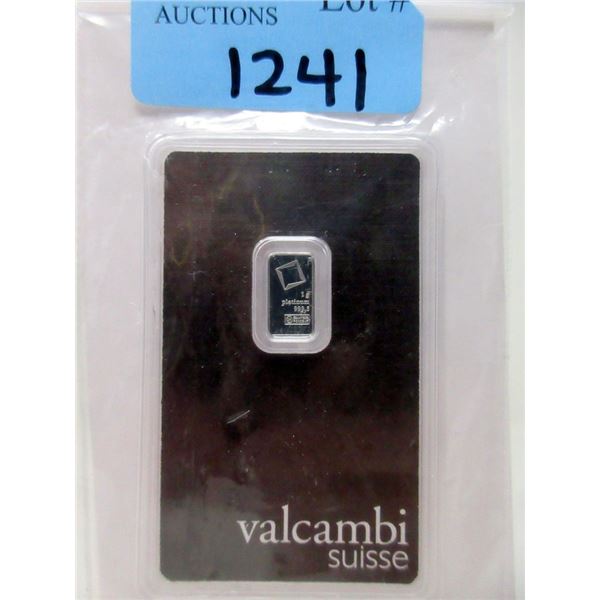 AUCTIONS Lot #
1241
1 g
platinum
999,5
valcambi
suisse